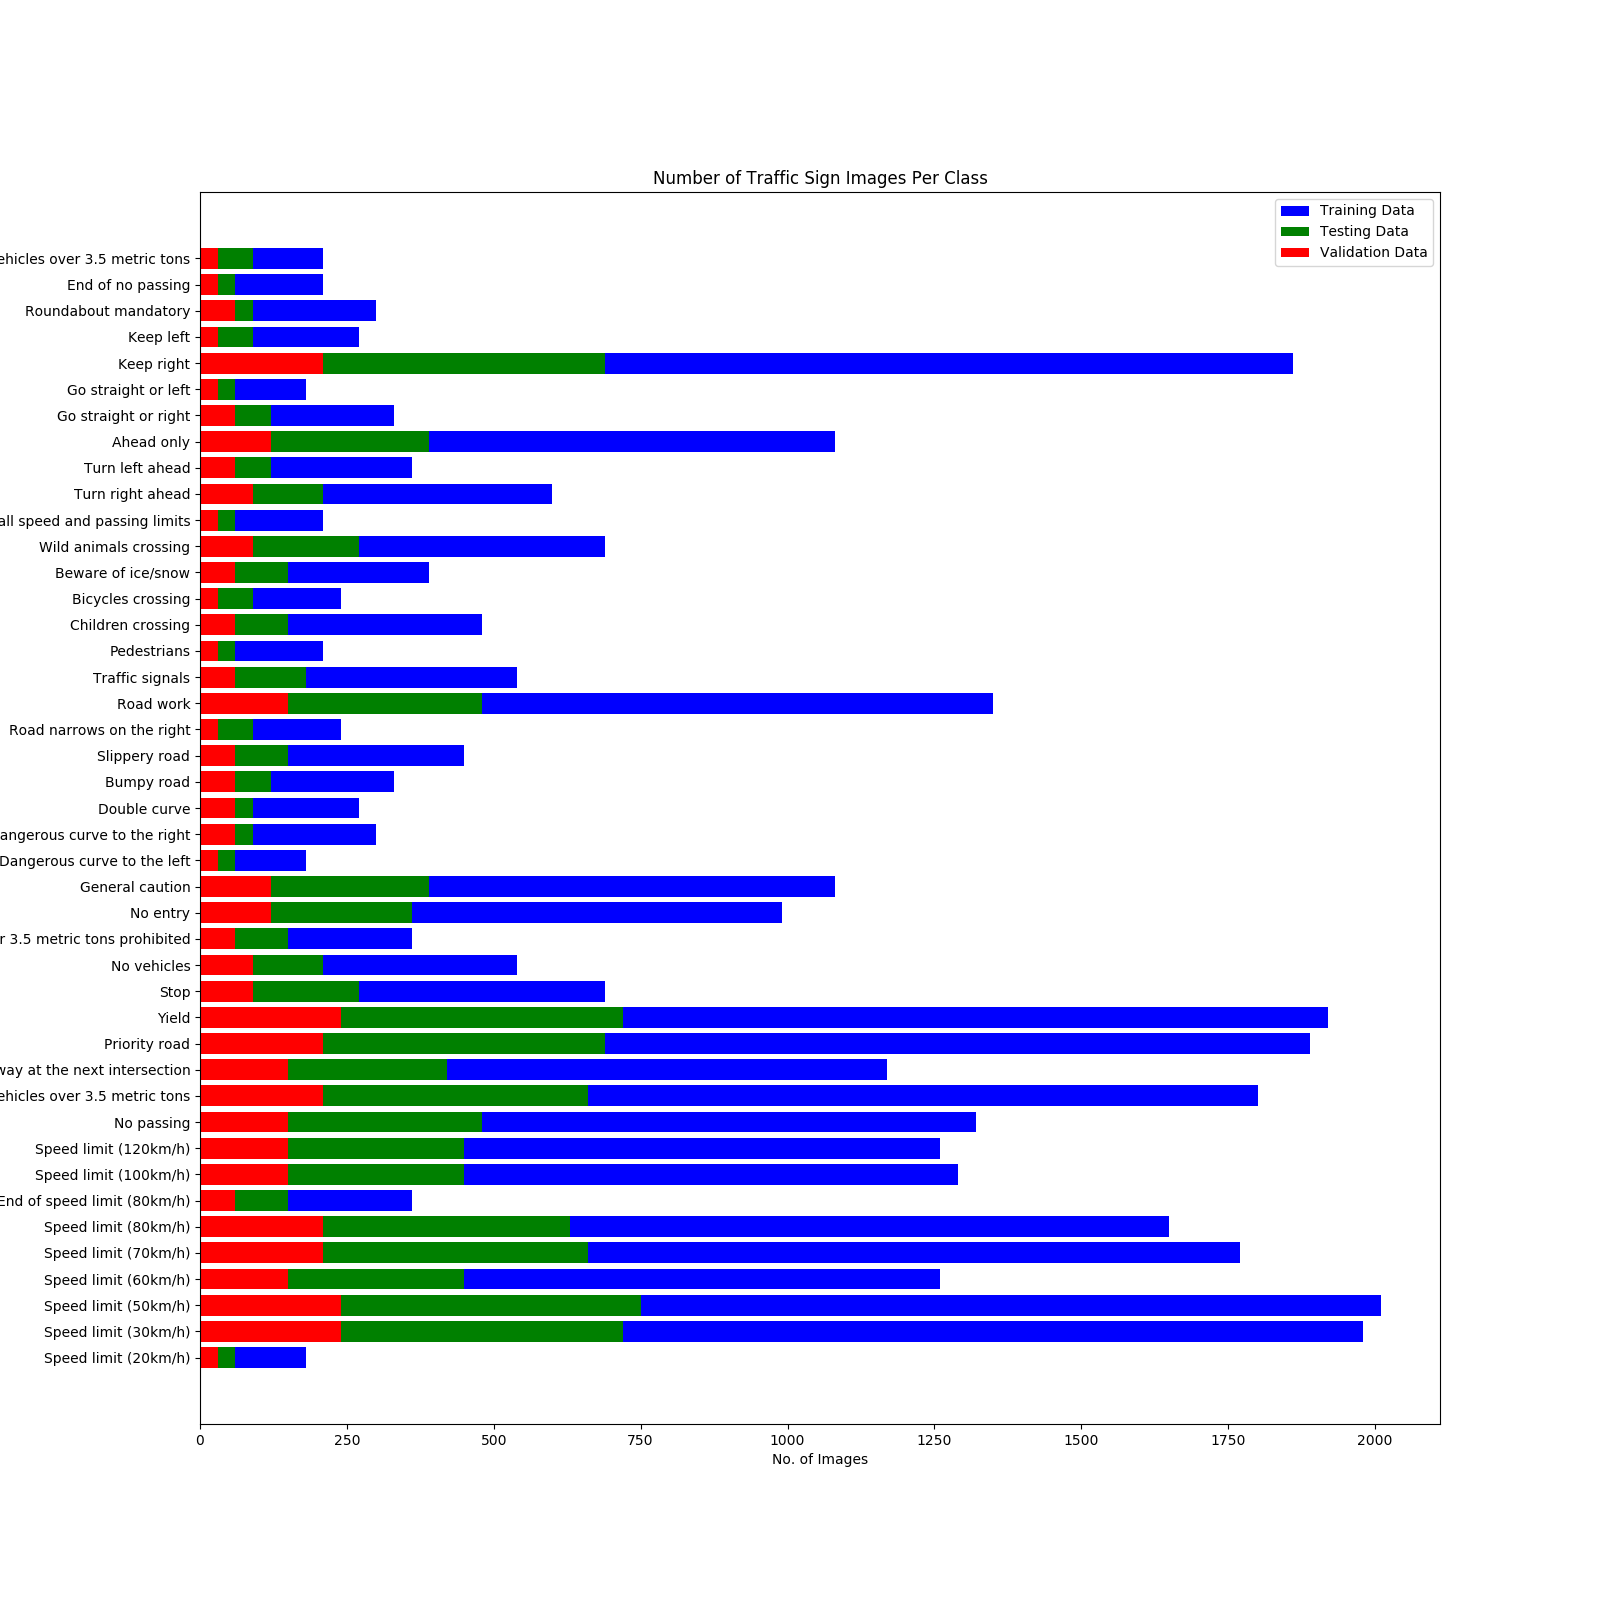 Number of Traffic Sign Images Per Class
Training Data
Testing Data
Validation Data
vehicles over 3.5 metric tons
End of no passing
Roundabout mandatory
Keep left
Keep right
Go straight or left
Go straight or right
Ahead only
Turn left ahead
Turn right ahead
all speed and passing limits
Wild animals crossing
Beware of ice/snow
Bicycles crossing
Children crossing
Pedestrians
Traffic signals
Road work
Road narrows on the right
Slippery road
Bumpy road
Double curve
angerous curve to the right
Dangerous curve to the left
General caution
No entry
r 3.5 metric tons prohibited
No vehicles
Stop
Yield
Priority road
way at the next intersection
ehicles over 3.5 metric tons
No passing
Speed limit (120km/h)
Speed limit (100km/h)
End of speed limit (80km/h)
Speed limit (80km/h)
Speed limit (70km/h)
Speed limit (60km/h)
Speed limit (50km/h)
Speed limit (30km/h)
Speed limit (20km/h)
0 250 500 750 1000 1250 1500 1750 2000
No. of Images